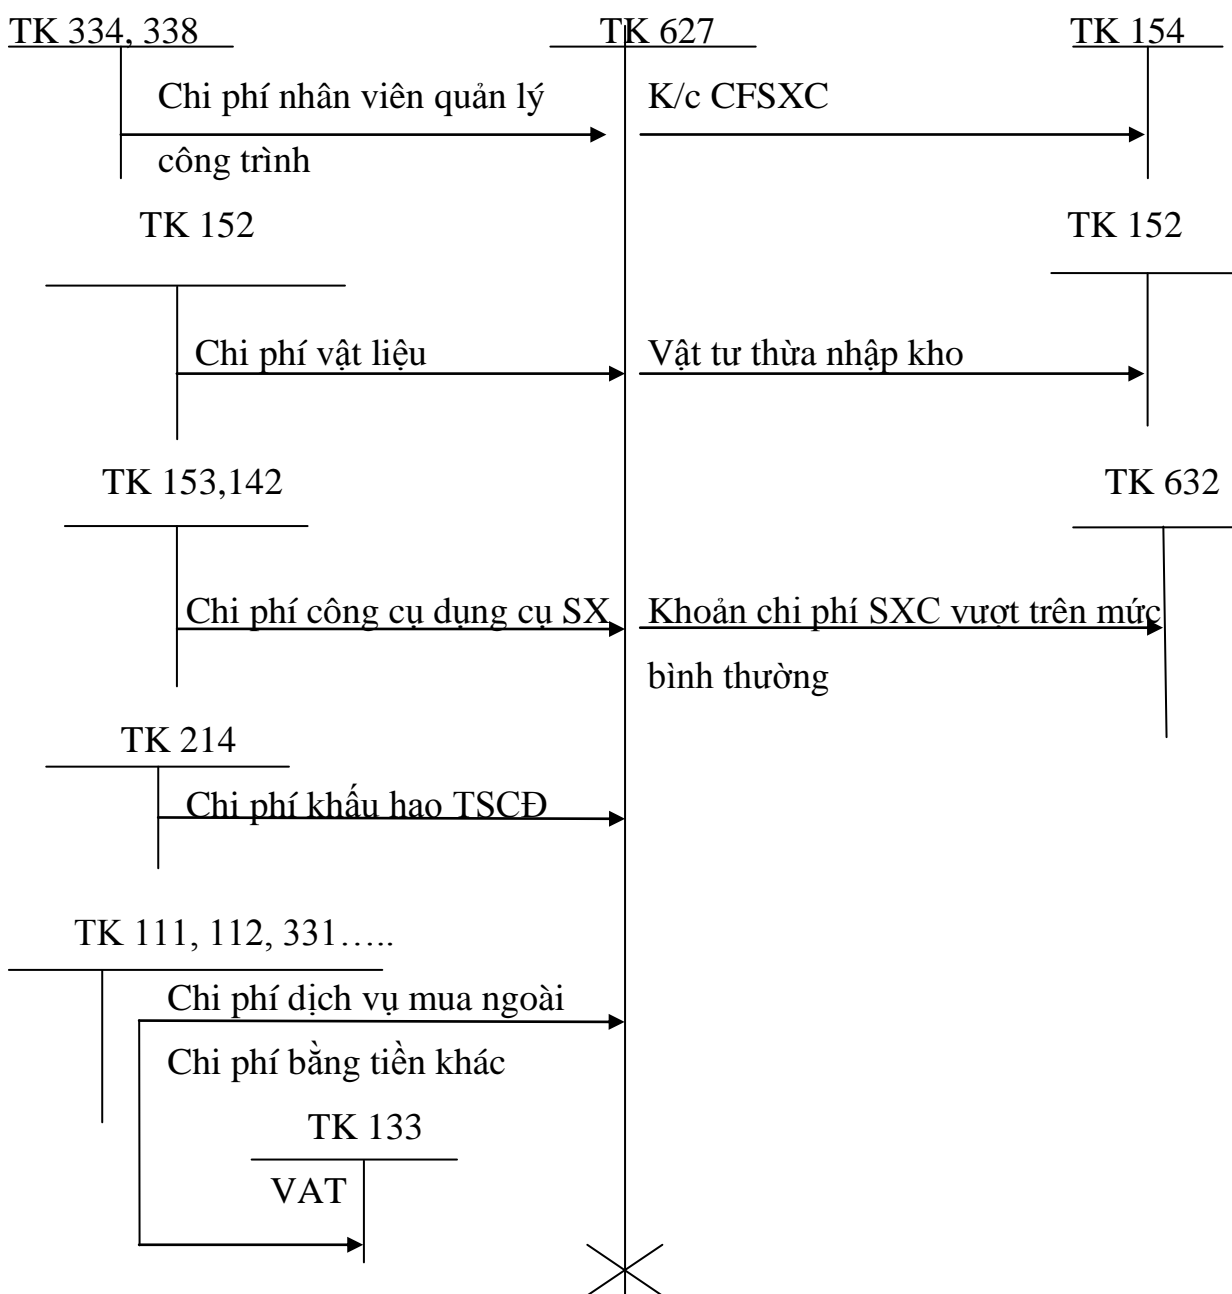 TK 334, 338 TK 627 TK 154
Chi phí nhân viên quản lý K/c CFSXC
công trình
TK 152 TK 152
Chi phí vật liệu Vật tư thừa nhập kho
TK 153,142 TK 632
Chi phí công cụ dụng cụ SX Khoản chi phí SXC vượt trên mức
bình thường
TK 214
Chi phí khấu hao TSCĐ
TK 111, 112, 331…..
Chi phí dịch vụ mua ngoài
Chi phí bằng tiền khác
TK 133
VAT